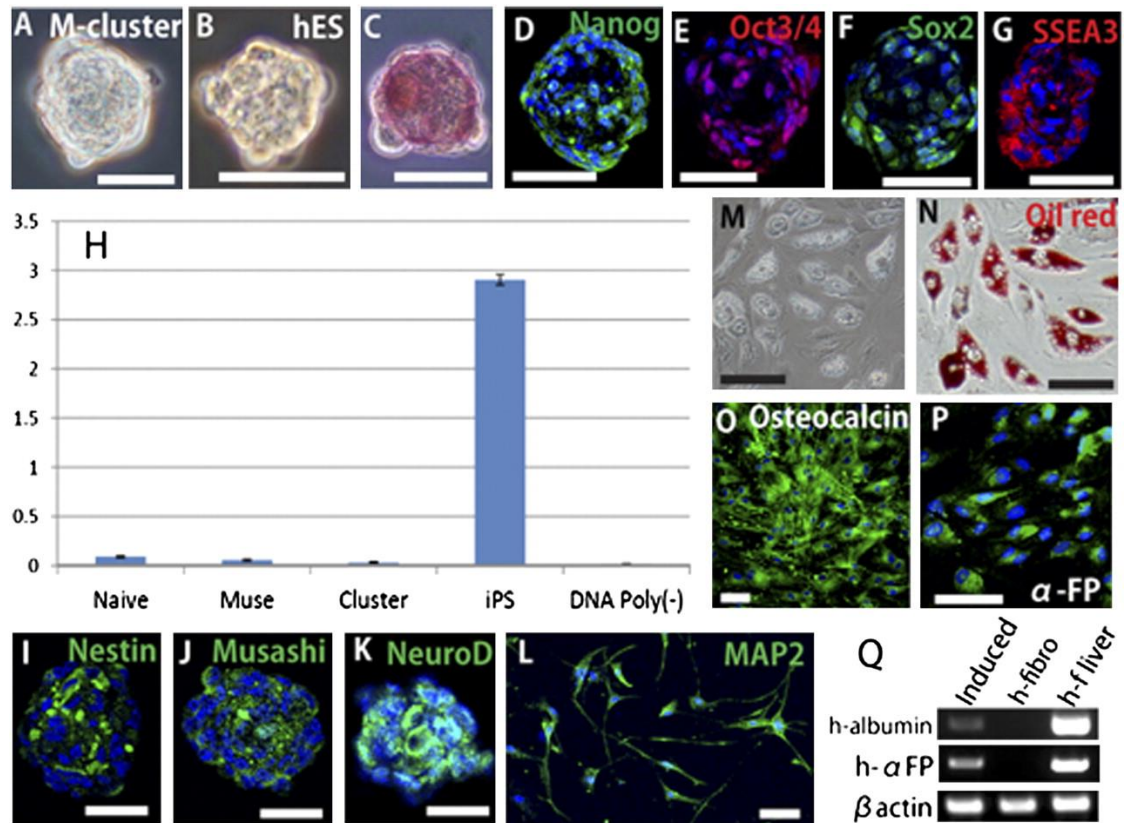 A M-cluster
B hES
C
D Nanog
E Oct3/4
F Sox2
G SSEA3
H
3.5
3
2.5
2
1.5
1
0.5
0
Naive Muse Cluster iPS DNA Poly(-)
M
N Oil red
O Osteocalcin
P α-FP
I Nestin
J Musashi
K NeuroD
L MAP2
Q
Induced
h-fibro
h-f liver
h-albumin
h-αFP
βactin